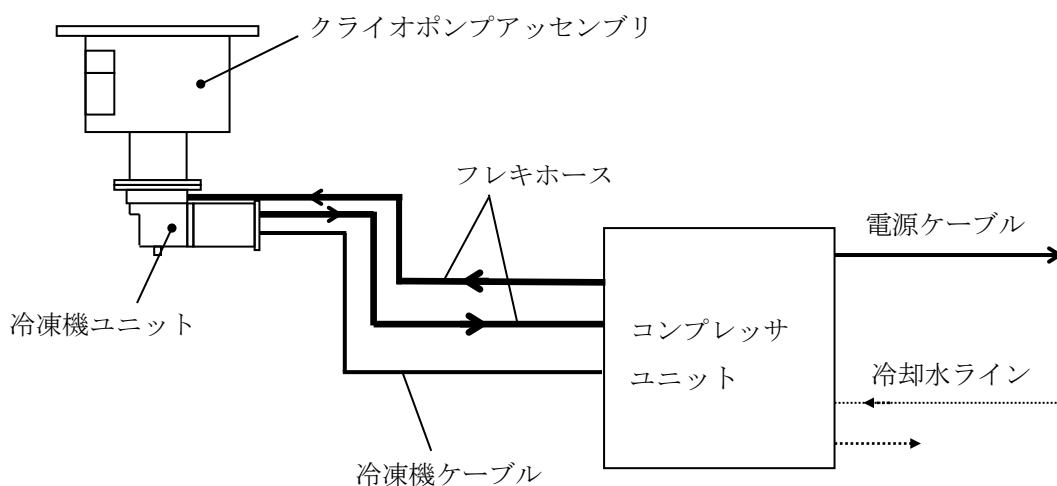 クライオポンプアッセンブリ
フレキホース
電源ケーブル
冷凍機ユニット
コンプレッサ
ユニット
冷却水ライン
冷凍機ケーブル